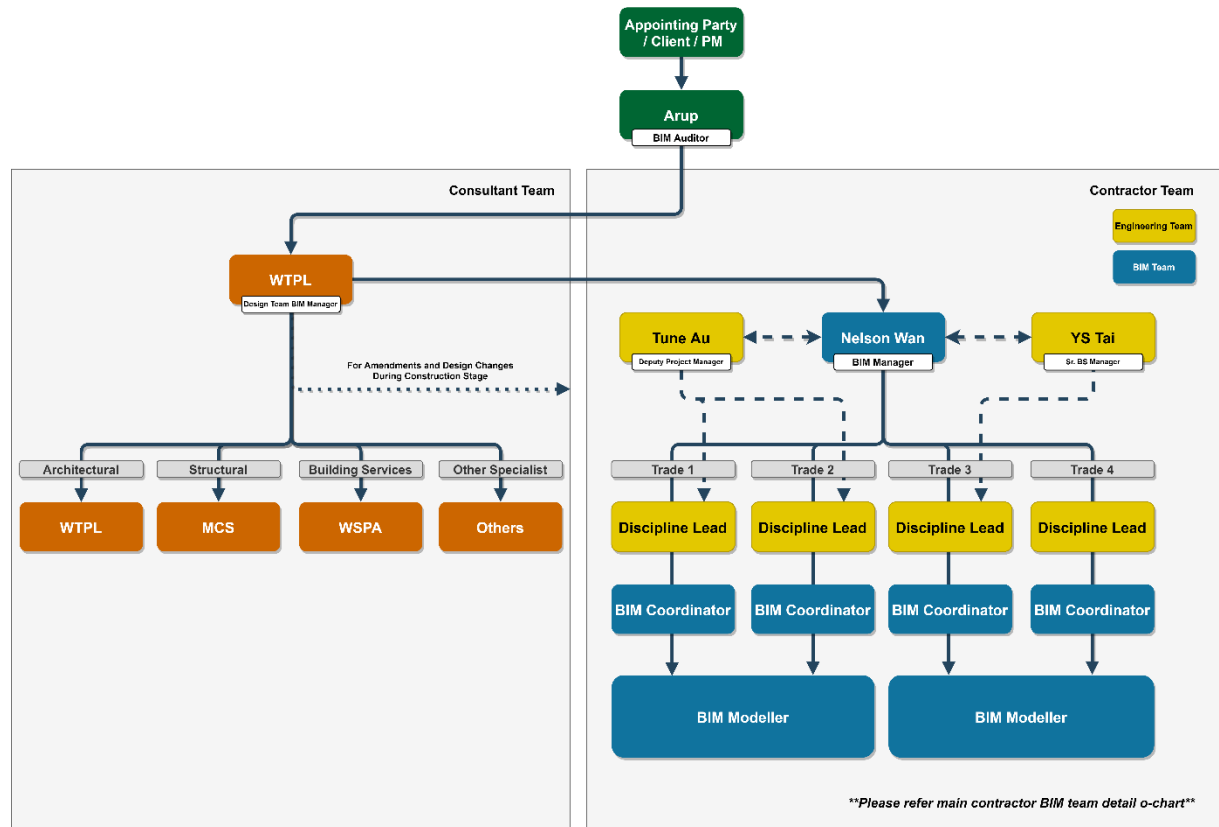 Appointing Party
/ Client / PM
Arup
BIM Auditor
Consultant Team
Contractor Team
Engineering Team
BIM Team
WTPL
Design Team BIM Manager
Tune Au
Deputy Project Manager
Nelson Wan
BIM Manager
YS Tai
Sr. BS Manager
For Amendments and Design Changes
During Construction Stage
Architectural
Structural
Building Services
Other Specialist
Trade 1
Trade 2
Trade 3
Trade 4
WTPL
MCS
WSPA
Others
Discipline Lead
Discipline Lead
Discipline Lead
Discipline Lead
BIM Coordinator
BIM Coordinator
BIM Coordinator
BIM Coordinator
BIM Modeller
BIM Modeller
**Please refer main contractor BIM team detail o-chart**